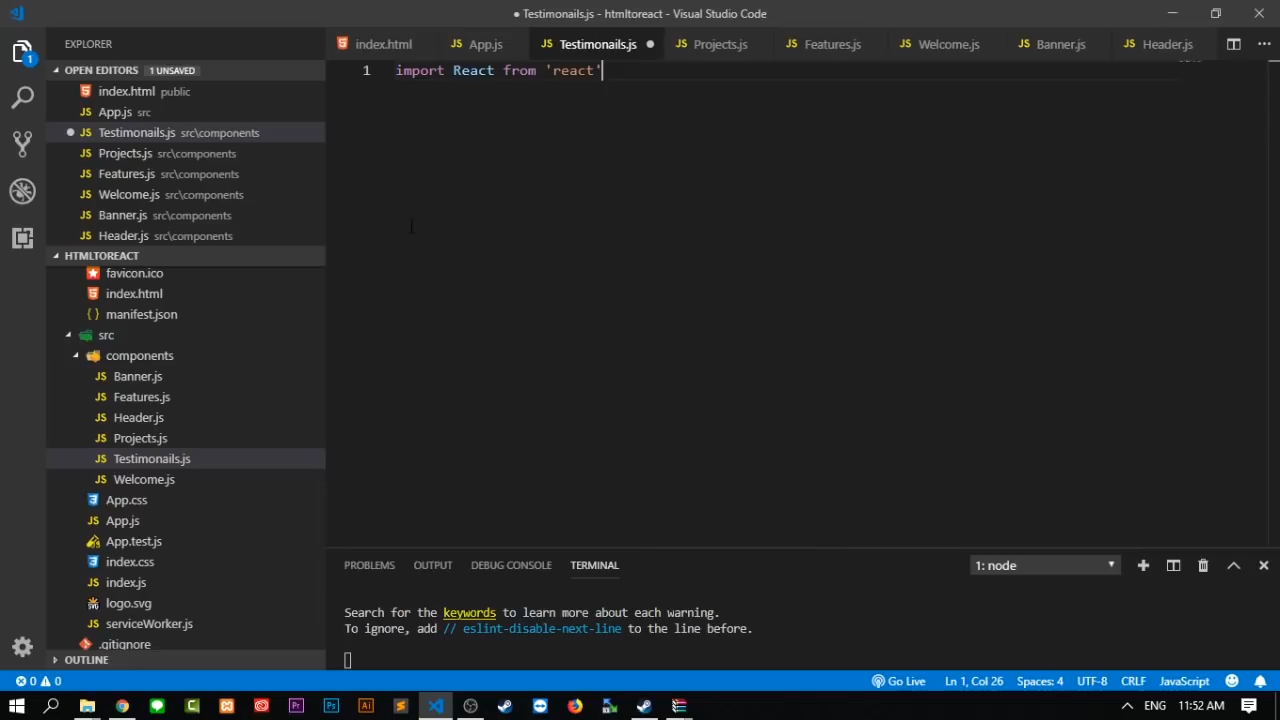 ● Testimonails.js - htmltoreact - Visual Studio Code
EXPLORER
index.html
App.js
Testimonails.js
Projects.js
Features.js
Welcome.js
Banner.js
Header.js
OPEN EDITORS 1 UNSAVED
index.html public
App.js src
Testimonails.js src\components
Projects.js src\components
Features.js src\components
Welcome.js src\components
Banner.js src\components
Header.js src\components
HTMLTOREACT
favicon.ico
index.html
manifest.json
src
components
Banner.js
Features.js
Header.js
Projects.js
Testimonails.js
Welcome.js
App.css
App.js
App.test.js
index.css
index.js
logo.svg
serviceWorker.js
.gitignore
OUTLINE
1 import React from 'react'
PROBLEMS OUTPUT DEBUG CONSOLE TERMINAL
1: node
Search for the keywords to learn more about each warning.
To ignore, add // eslint-disable-next-line to the line before.
0 0
Go Live Ln 1, Col 26 Spaces: 4 UTF-8 CRLF JavaScript
ENG 11:52 AM